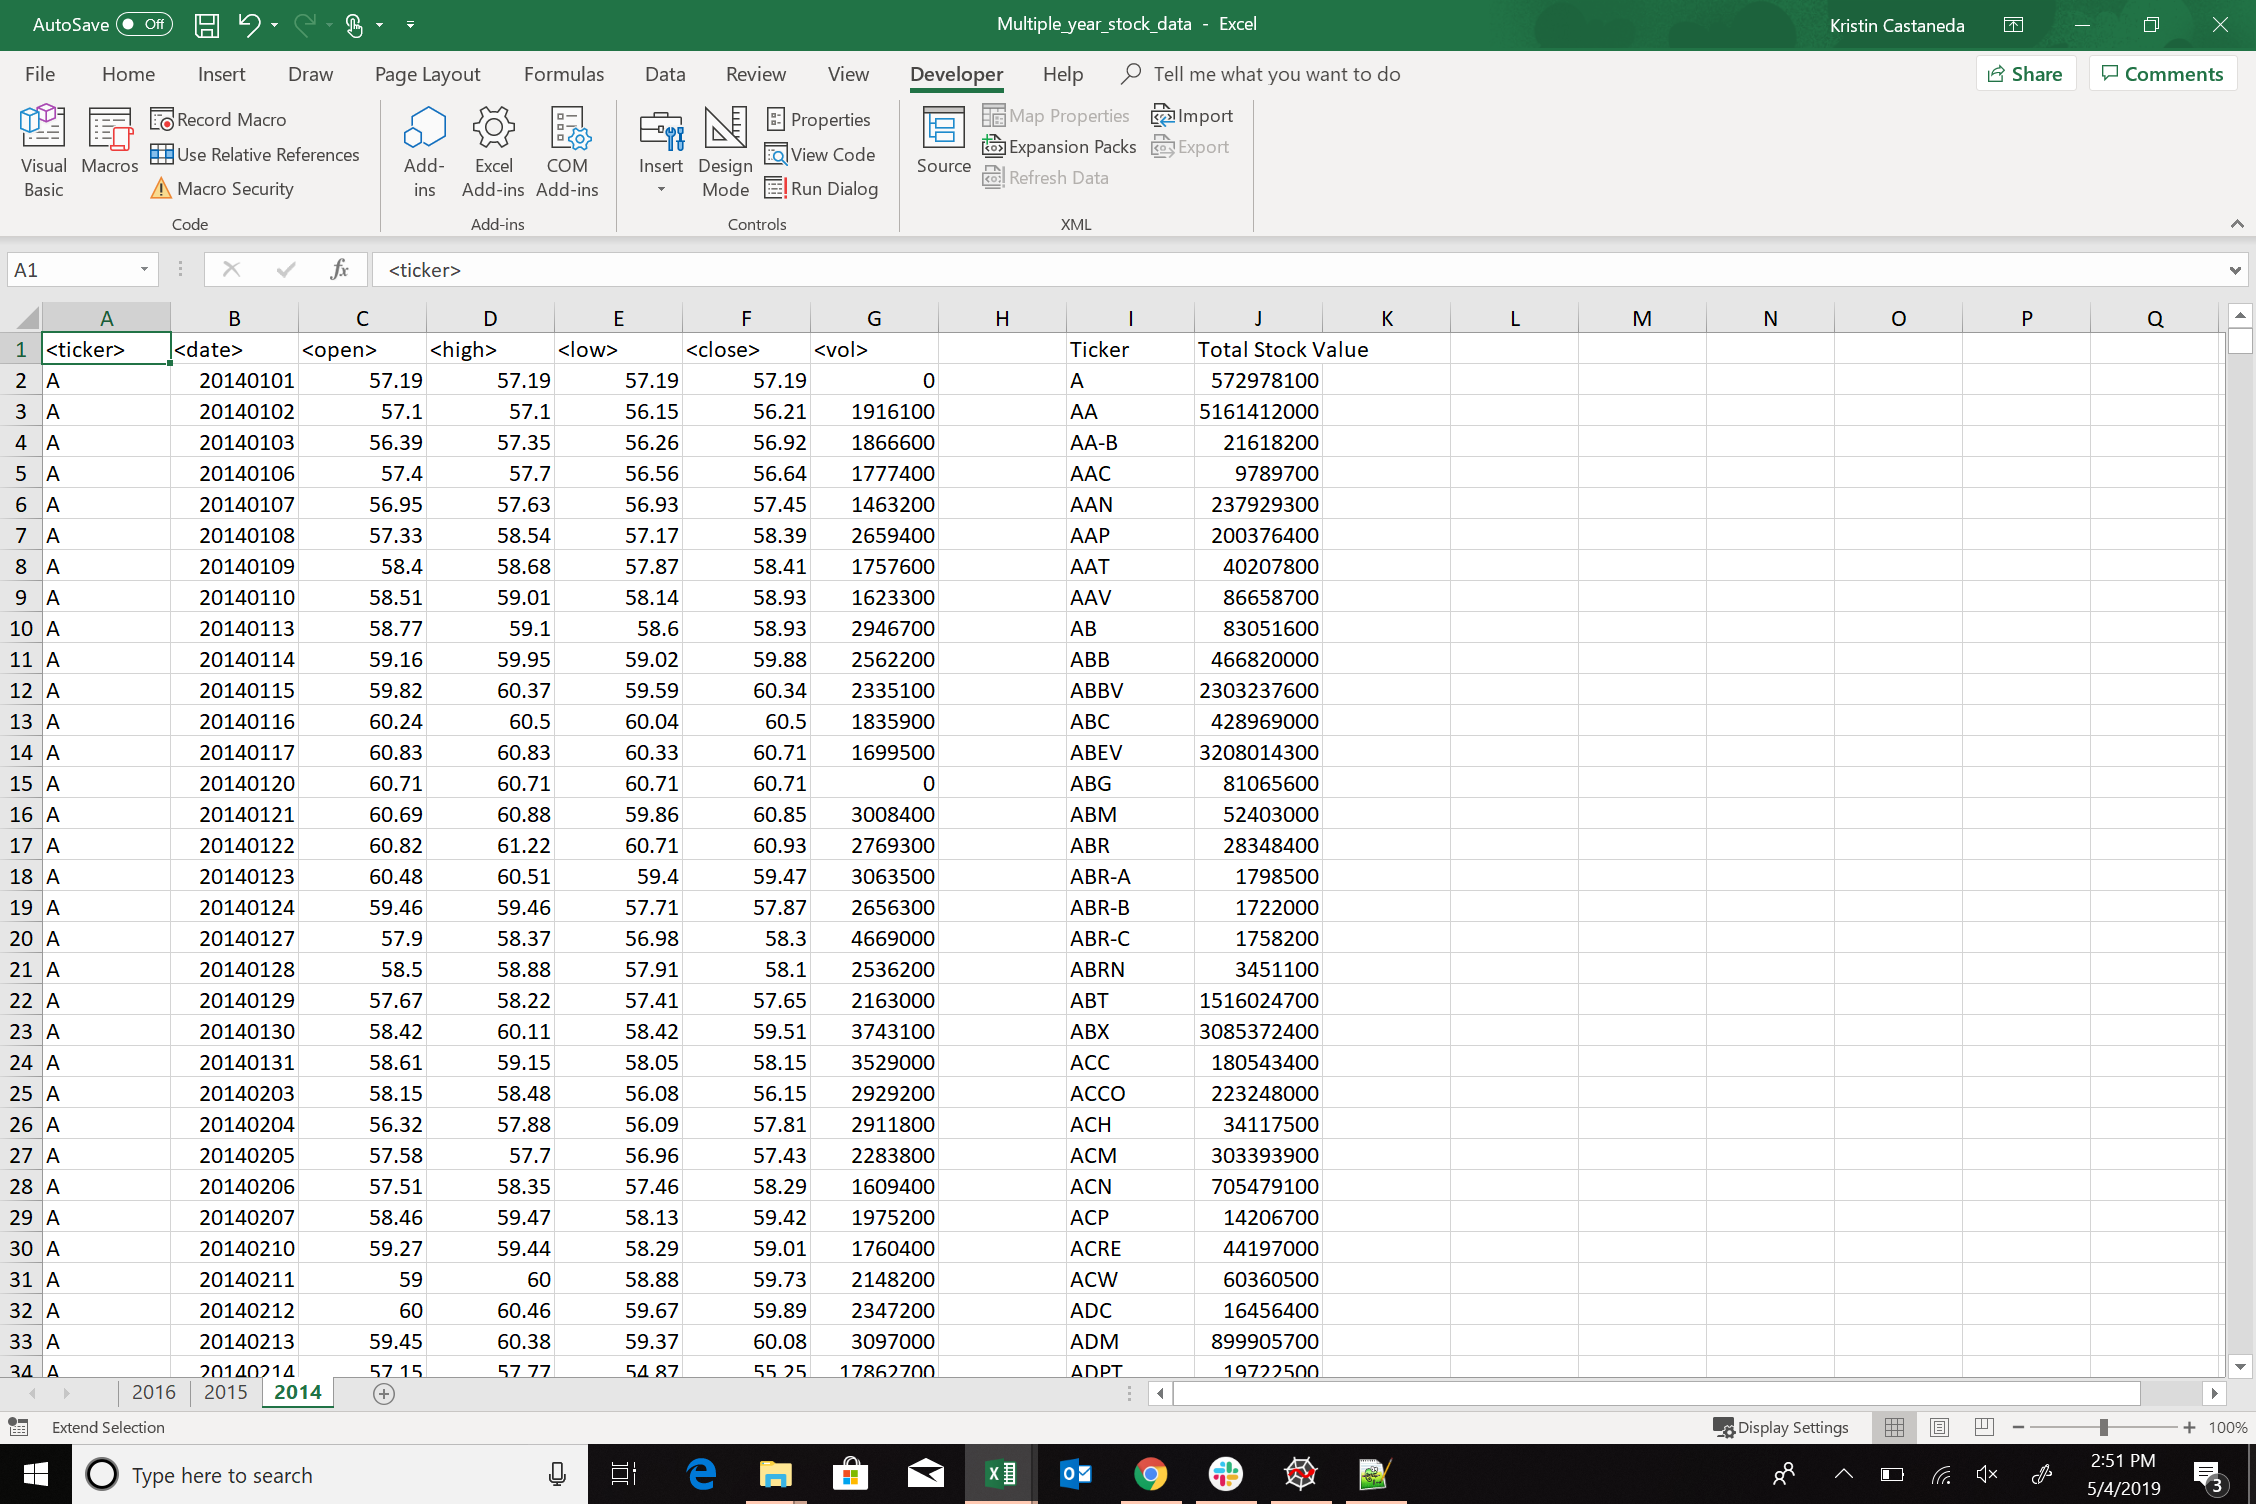 AutoSave Off Multiple_year_stock_data - Excel Kristin Castaneda
File Home Insert Draw Page Layout Formulas Data Review View Developer Help Tell me what you want to do Share Comments
Visual Basic Macros Record Macro Use Relative References Macro Security
Add-ins Excel Add-ins COM Add-ins
Insert Design Mode Properties View Code Run Dialog
Source Map Properties Expansion Packs Refresh Data Import Export
Code Add-ins Controls XML
A1 fx <ticker>
A B C D E F G H I J K L M N O P Q
1 <ticker> <date> <open> <high> <low> <close> <vol> Ticker Total Stock Value
2 A 20140101 57.19 57.19 57.19 57.19 0 A 572978100
3 A 20140102 57.1 57.1 56.15 56.21 1916100 AA 5161412000
4 A 20140103 56.39 57.35 56.26 56.92 1866600 AA-B 21618200
5 A 20140106 57.4 57.7 56.56 56.64 1777400 AAC 9789700
6 A 20140107 56.95 57.63 56.93 57.45 1463200 AAN 237929300
7 A 20140108 57.33 58.54 57.17 58.39 2659400 AAP 200376400
8 A 20140109 58.4 58.68 57.87 58.41 1757600 AAT 40207800
9 A 20140110 58.51 59.01 58.14 58.93 1623300 AAV 86658700
10 A 20140113 58.77 59.1 58.6 58.93 2946700 AB 83051600
11 A 20140114 59.16 59.95 59.02 59.88 2562200 ABB 466820000
12 A 20140115 59.82 60.37 59.59 60.34 2335100 ABBV 2303237600
13 A 20140116 60.24 60.5 60.04 60.5 1835900 ABC 428969000
14 A 20140117 60.83 60.83 60.33 60.71 1699500 ABEV 3208014300
15 A 20140120 60.71 60.71 60.71 60.71 0 ABG 81065600
16 A 20140121 60.69 60.88 59.86 60.85 3008400 ABM 52403000
17 A 20140122 60.82 61.22 60.71 60.93 2769300 ABR 28348400
18 A 20140123 60.48 60.51 59.4 59.47 3063500 ABR-A 1798500
19 A 20140124 59.46 59.46 57.71 57.87 2656300 ABR-B 1722000
20 A 20140127 57.9 58.37 56.98 58.3 4669000 ABR-C 1758200
21 A 20140128 58.5 58.88 57.91 58.1 2536200 ABRN 3451100
22 A 20140129 57.67 58.22 57.41 57.65 2163000 ABT 1516024700
23 A 20140130 58.42 60.11 58.42 59.51 3743100 ABX 3085372400
24 A 20140131 58.61 59.15 58.05 58.15 3529000 ACC 180543400
25 A 20140203 58.15 58.48 56.08 56.15 2929200 ACCO 223248000
26 A 20140204 56.32 57.88 56.09 57.81 2911800 ACH 34117500
27 A 20140205 57.58 57.7 56.96 57.43 2283800 ACM 303393900
28 A 20140206 57.51 58.35 57.46 58.29 1609400 ACN 705479100
29 A 20140207 58.46 59.47 58.13 59.42 1975200 ACP 14206700
30 A 20140210 59.27 59.44 58.29 59.01 1760400 ACRE 44197000
31 A 20140211 59 60 58.88 59.73 2148200 ACW 60360500
32 A 20140212 60 60.46 59.67 59.89 2347200 ADC 16456400
33 A 20140213 59.45 60.38 59.37 60.08 3097000 ADM 899905700
34 A 20140214 57.15 57.77 54.87 55.25 17862700 ADPT 19722500
2016 2015 2014
Extend Selection Display Settings 100%
Type here to search 2:51 PM
5/4/2019 3